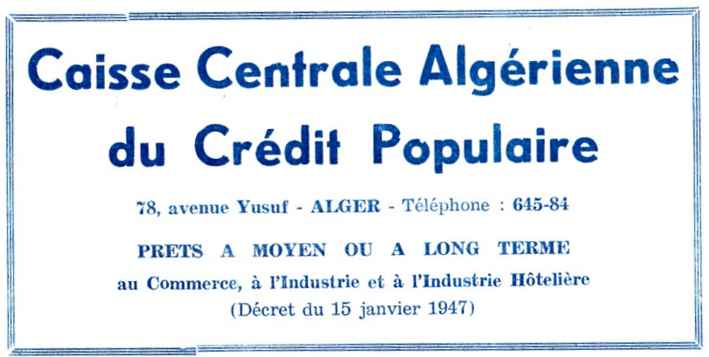 Caisse Centrale Algérienne
du Crédit Populaire
78, avenue Yusuf - ALGER - Téléphone : 645-84
PRETS A MOYEN OU A LONG TERME
au Commerce, à l'Industrie et à l'Industrie Hôtelière
(Décret du 15 janvier 1947)